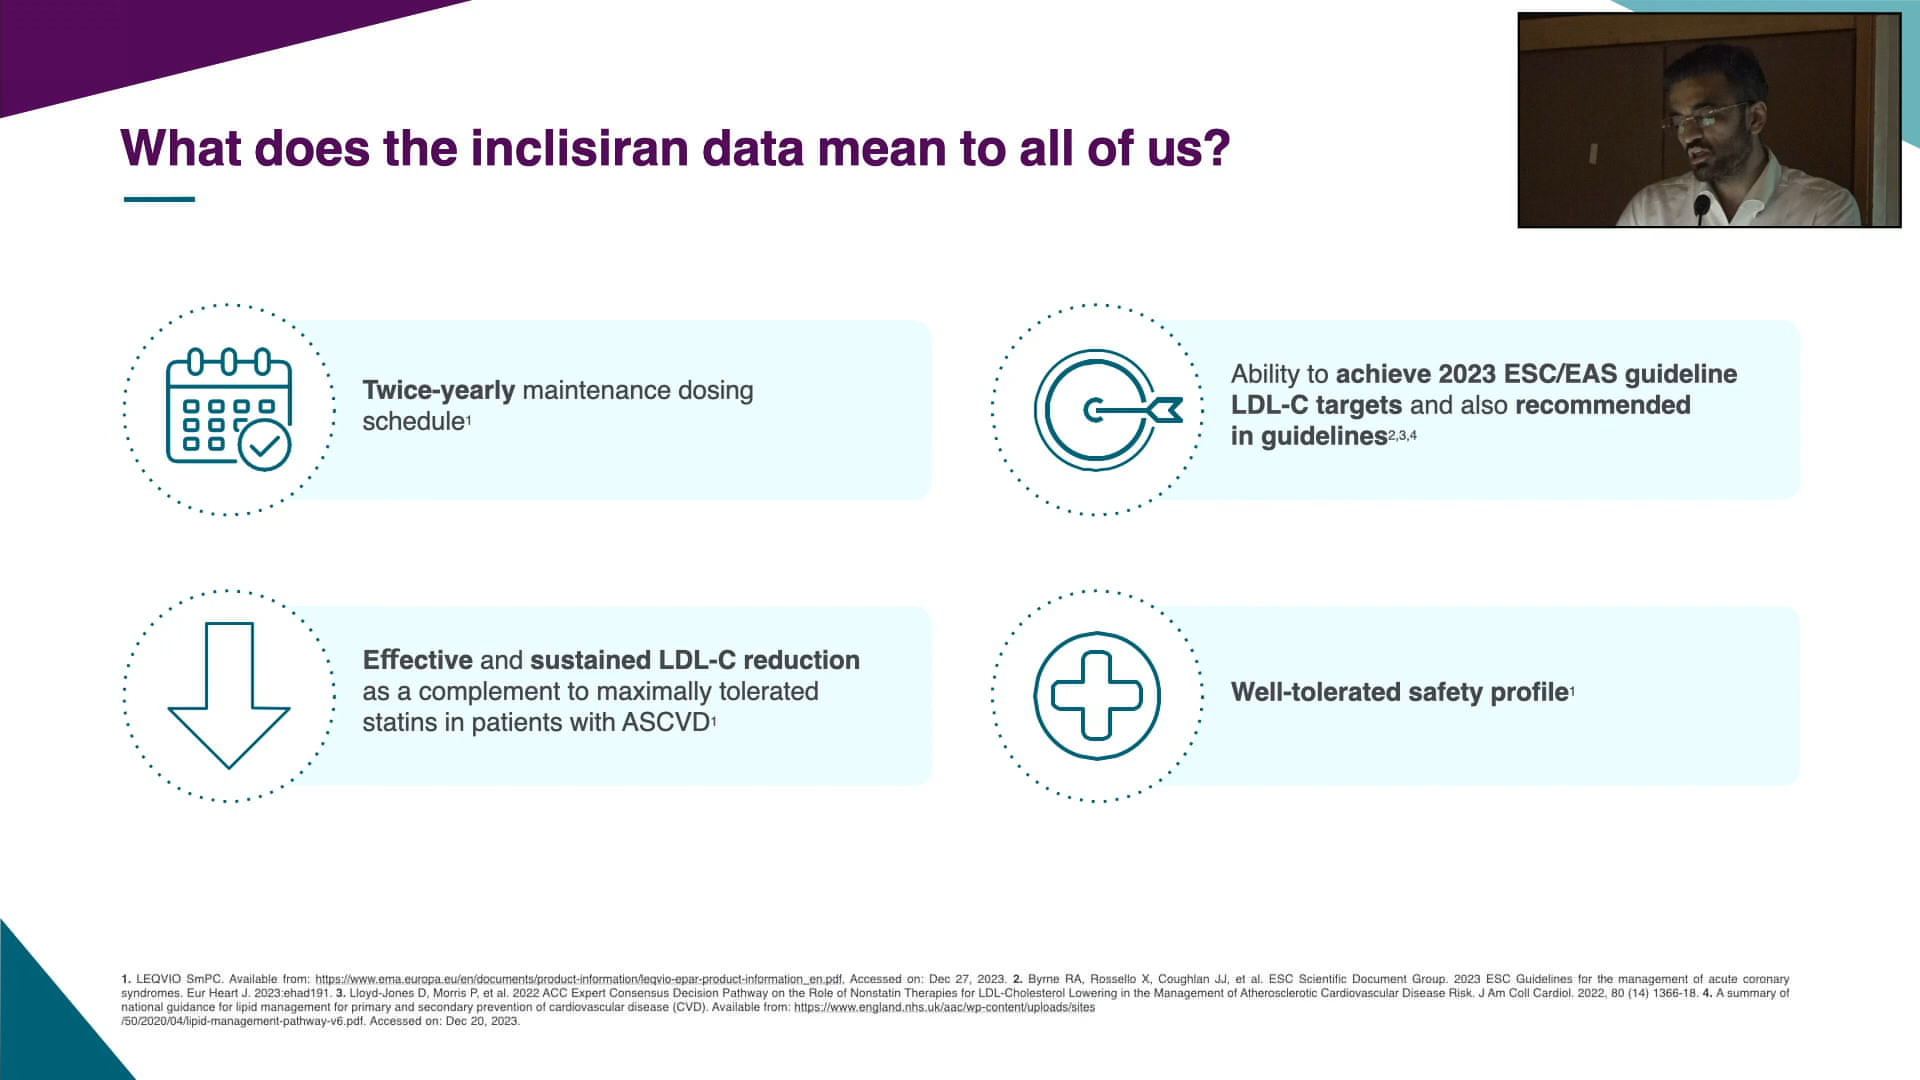 What does the inclisiran data mean to all of us?
Twice-yearly maintenance dosing
schedule¹
Ability to achieve 2023 ESC/EAS guideline
LDL-C targets and also recommended
in guidelines²,³,⁴
Effective and sustained LDL-C reduction
as a complement to maximally tolerated
statins in patients with ASCVD¹
Well-tolerated safety profile¹
1. LEQVIO SmPC. Available from: https://www.ema.europa.eu/en/documents/product-information/leqvio-epar-product-information_en.pdf. Accessed on: Dec 27, 2023. 2. Byrne RA, Rossello X, Coughlan JJ, et al. ESC Scientific Document Group. 2023 ESC Guidelines for the management of acute coronary
syndromes. Eur Heart J. 2023:ehad191. 3. Lloyd-Jones D, Morris P, et al. 2022 ACC Expert Consensus Decision Pathway on the Role of Nonstatin Therapies for LDL-Cholesterol Lowering in the Management of Atherosclerotic Cardiovascular Disease Risk. J Am Coll Cardiol. 2022, 80 (14) 1366-18. 4. A summary of
national guidance for lipid management for primary and secondary prevention of cardiovascular disease (CVD). Available from: https://www.england.nhs.uk/aac/wp-content/uploads/sites
/50/2020/04/lipid-management-pathway-v6.pdf. Accessed on: Dec 20, 2023.